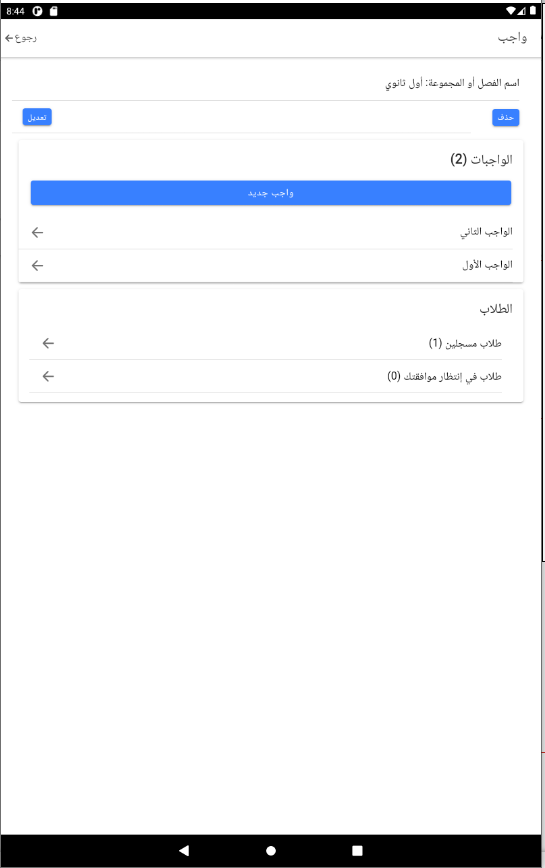 8:44
واجب
رجوع
اسم الفصل أو المجموعة: أول ثانوي
حذف
تعديل
الواجبات (2)
واجب جديد
الواجب الثاني
الواجب الأول
الطلاب
طلاب مسجلين (1)
طلاب في إنتظار موافقتك (0)